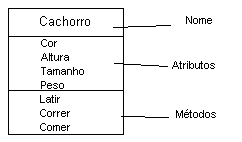 Cachorro
Nome
Cor
Altura
Tamanho
Peso
Atributos
Latir
Correr
Comer
Métodos